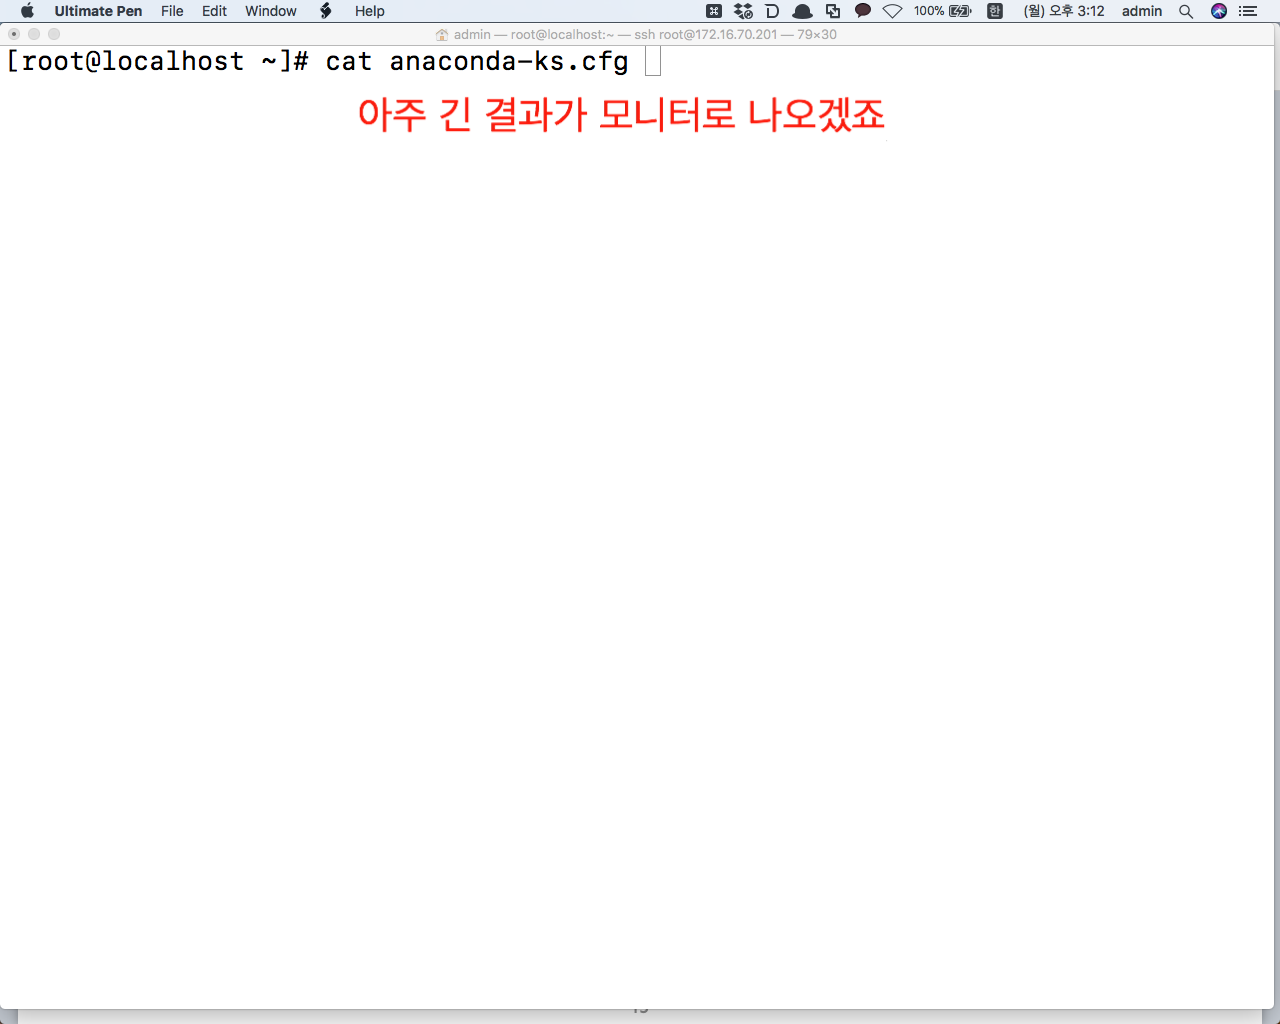 Ultimate Pen File Edit Window Help 100% 한 (월) 오후 3:12 admin
admin — root@localhost:~ — ssh root@172.16.70.201 — 79×30
[root@localhost ~]# cat anaconda-ks.cfg
아주 긴 결과가 모니터로 나오겠죠